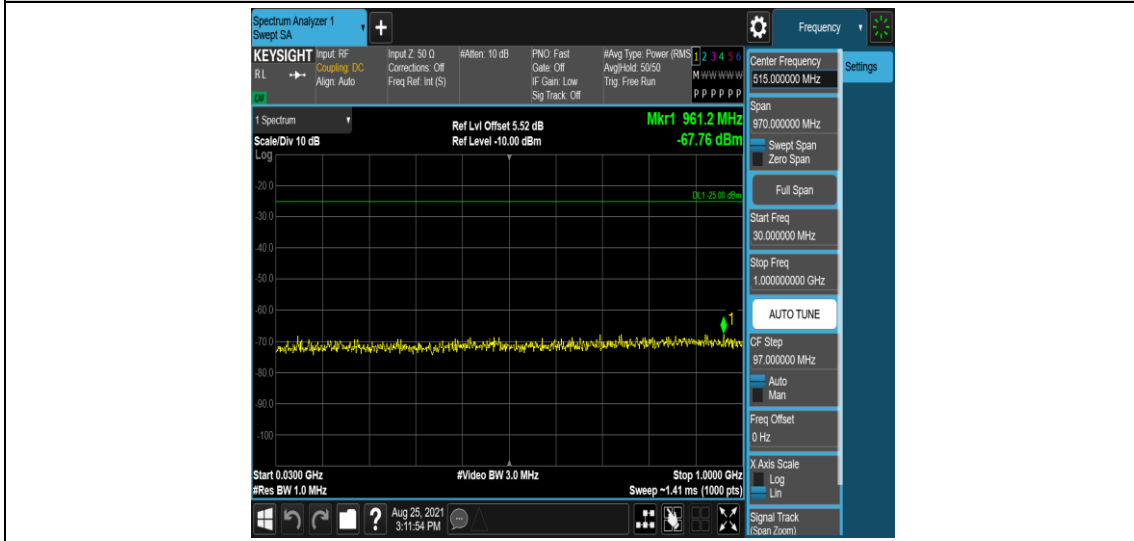 Spectrum Analyzer 1
Swept SA
+
Frequency
KEYSIGHT
RL
Input: RF
Coupling: DC
Align: Auto
Input Z: 50 Ω
Corrections: Off
Freq Ref: Int (S)
#Atten: 10 dB
PNO: Fast
Gate: Off
IF Gain: Low
Sig Track: Off
#Avg Type: Power (RMS
Avg|Hold: 50/50
Trig: Free Run
1 2 3 4 5 6
M W W W W W
P P P P P P
1 Spectrum
Scale/Div 10 dB
Log
Ref Lvl Offset 5.52 dB
Ref Level -10.00 dBm
Mkr1 961.2 MHz
-67.76 dBm
DL1 -25.00 dBm
-20.0
-30.0
-40.0
-50.0
-60.0
-70.0
-80.0
-90.0
-100
1
Start 0.0300 GHz
#Res BW 1.0 MHz
#Video BW 3.0 MHz
Stop 1.0000 GHz
Sweep ~1.41 ms (1000 pts)
?
Aug 25, 2021
3:11:54 PM
Center Frequency
515.000000 MHz
Settings
Span
970.000000 MHz
Swept Span
Zero Span
Full Span
Start Freq
30.000000 MHz
Stop Freq
1.000000000 GHz
AUTO TUNE
CF Step
97.000000 MHz
Auto
Man
Freq Offset
0 Hz
X Axis Scale
Log
Lin
Signal Track
(Span Zoom)